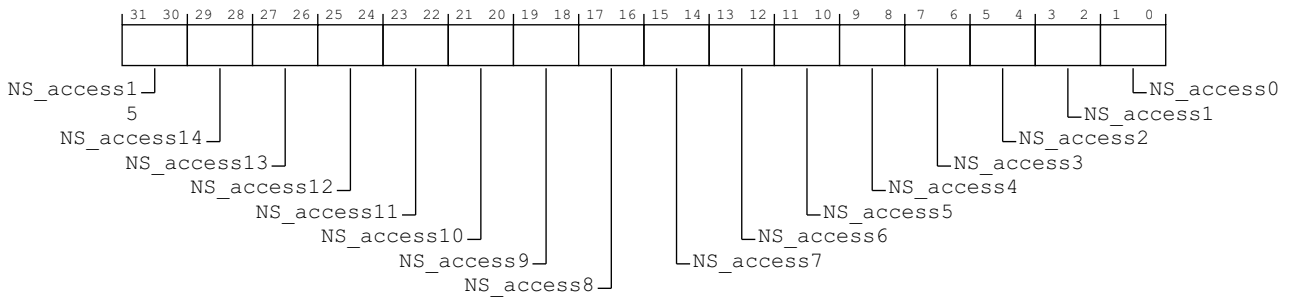 31 30 29 28 27 26 25 24 23 22 21 20 19 18 17 16 15 14 13 12 11 10 9 8 7 6 5 4 3 2 1 0
NS_access1 NS_access0
5 NS_access1
NS_access14 NS_access2
NS_access13 NS_access3
NS_access12 NS_access4
NS_access11 NS_access5
NS_access10 NS_access6
NS_access9 NS_access7
NS_access8